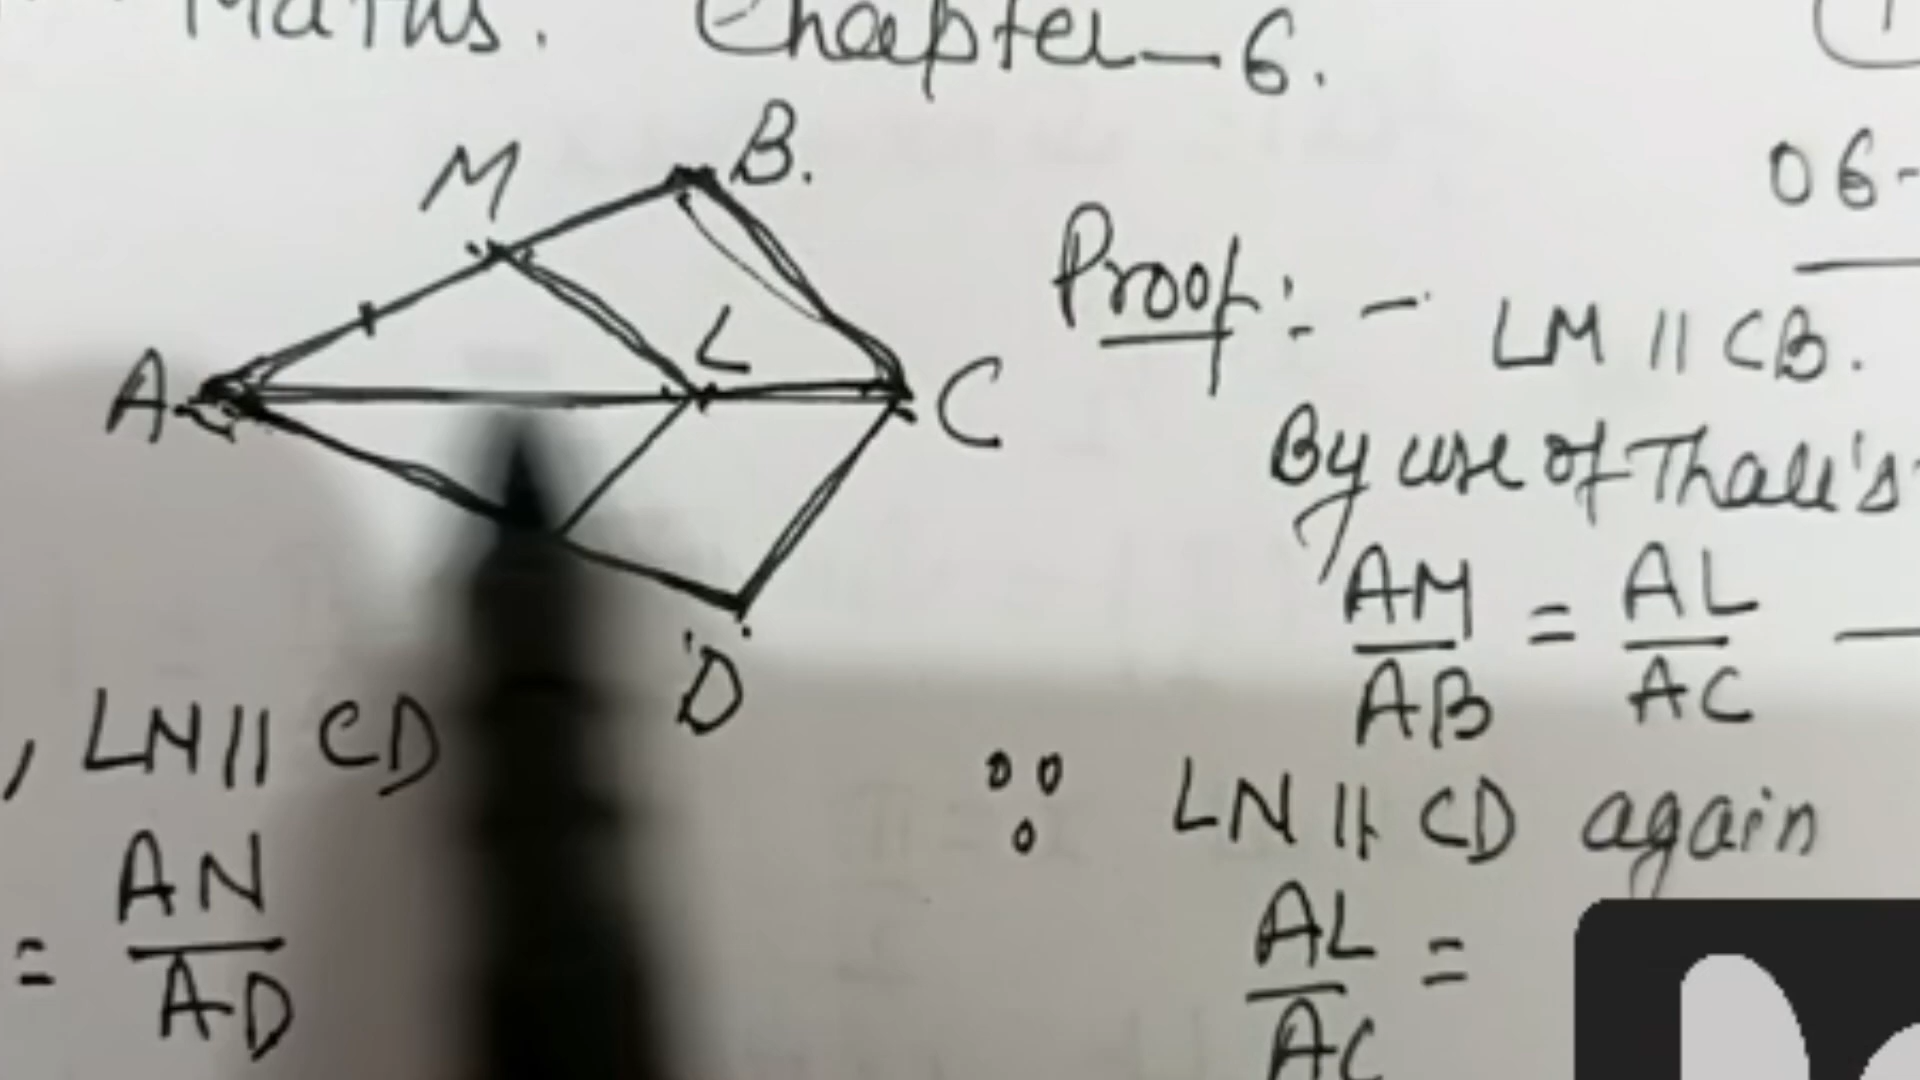 Maths. Chapter-6.
06-
M
B.
A
L
C
D
, LN || CD
= AN
AD
Proof:- LM || CB.
By use of Thale's
AM = AL
AB AC
∵ LN || CD again
AL =
AC